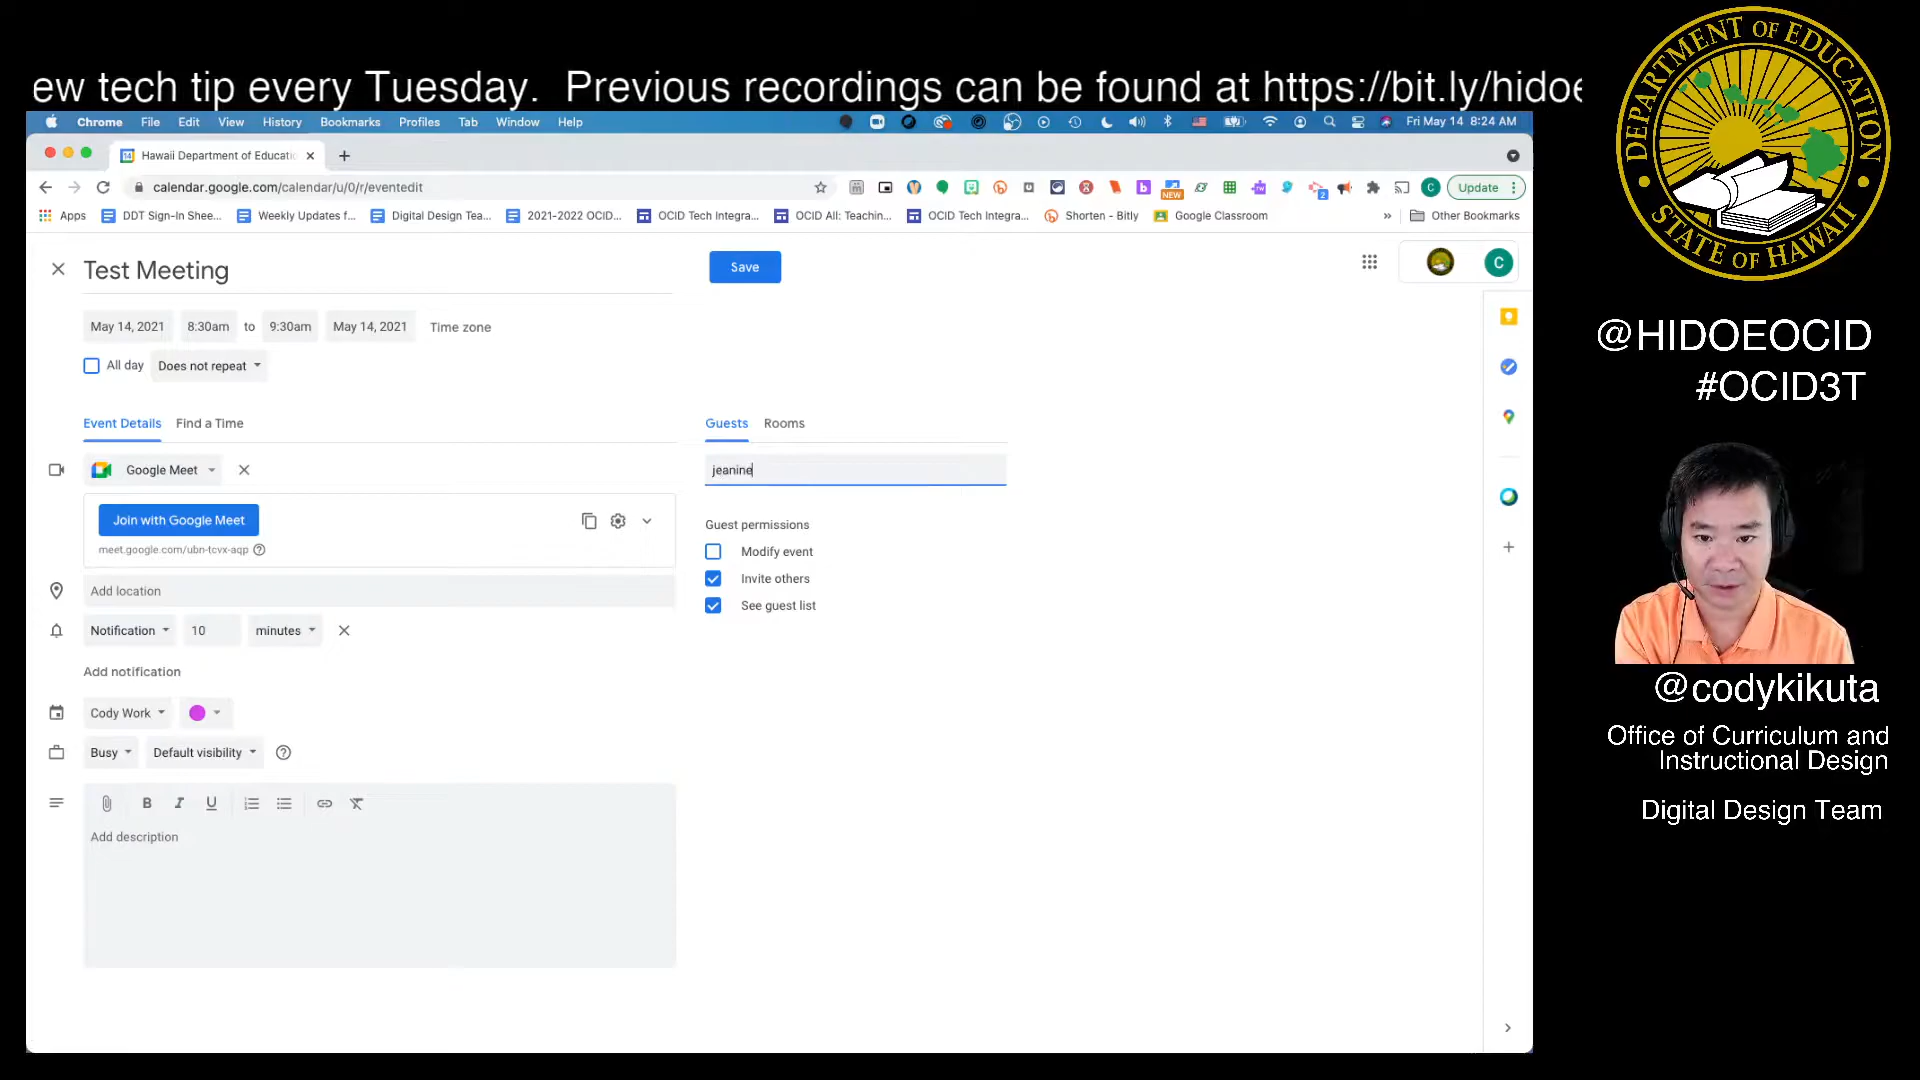 ew tech tip every Tuesday.  Previous recordings can be found at https://bit.ly/hidoe
Chrome File Edit View History Bookmarks Profiles Tab Window Help Fri May 14 8:24 AM
Hawaii Department of Educatio
calendar.google.com/calendar/u/0/r/eventedit
NEW
2
C
Update
Apps DDT Sign-In Shee... Weekly Updates f... Digital Design Tea... 2021-2022 OCID... OCID Tech Integra... OCID All: Teachin... OCID Tech Integra... Shorten - Bitly Google Classroom » Other Bookmarks
Test Meeting
Save
C
May 14, 2021 8:30am to 9:30am May 14, 2021 Time zone
All day Does not repeat
Event Details Find a Time
Guests Rooms
Google Meet
jeanine
Join with Google Meet
meet.google.com/ubn-tcvx-aqp
Guest permissions
Modify event
Invite others
See guest list
Add location
Notification 10 minutes
Add notification
Cody Work
Busy Default visibility
B I U
Add description
DEPARTMENT OF EDUCATION
STATE OF HAWAII
@HIDOEOCID
#OCID3T
@codykikuta
Office of Curriculum and
Instructional Design
Digital Design Team